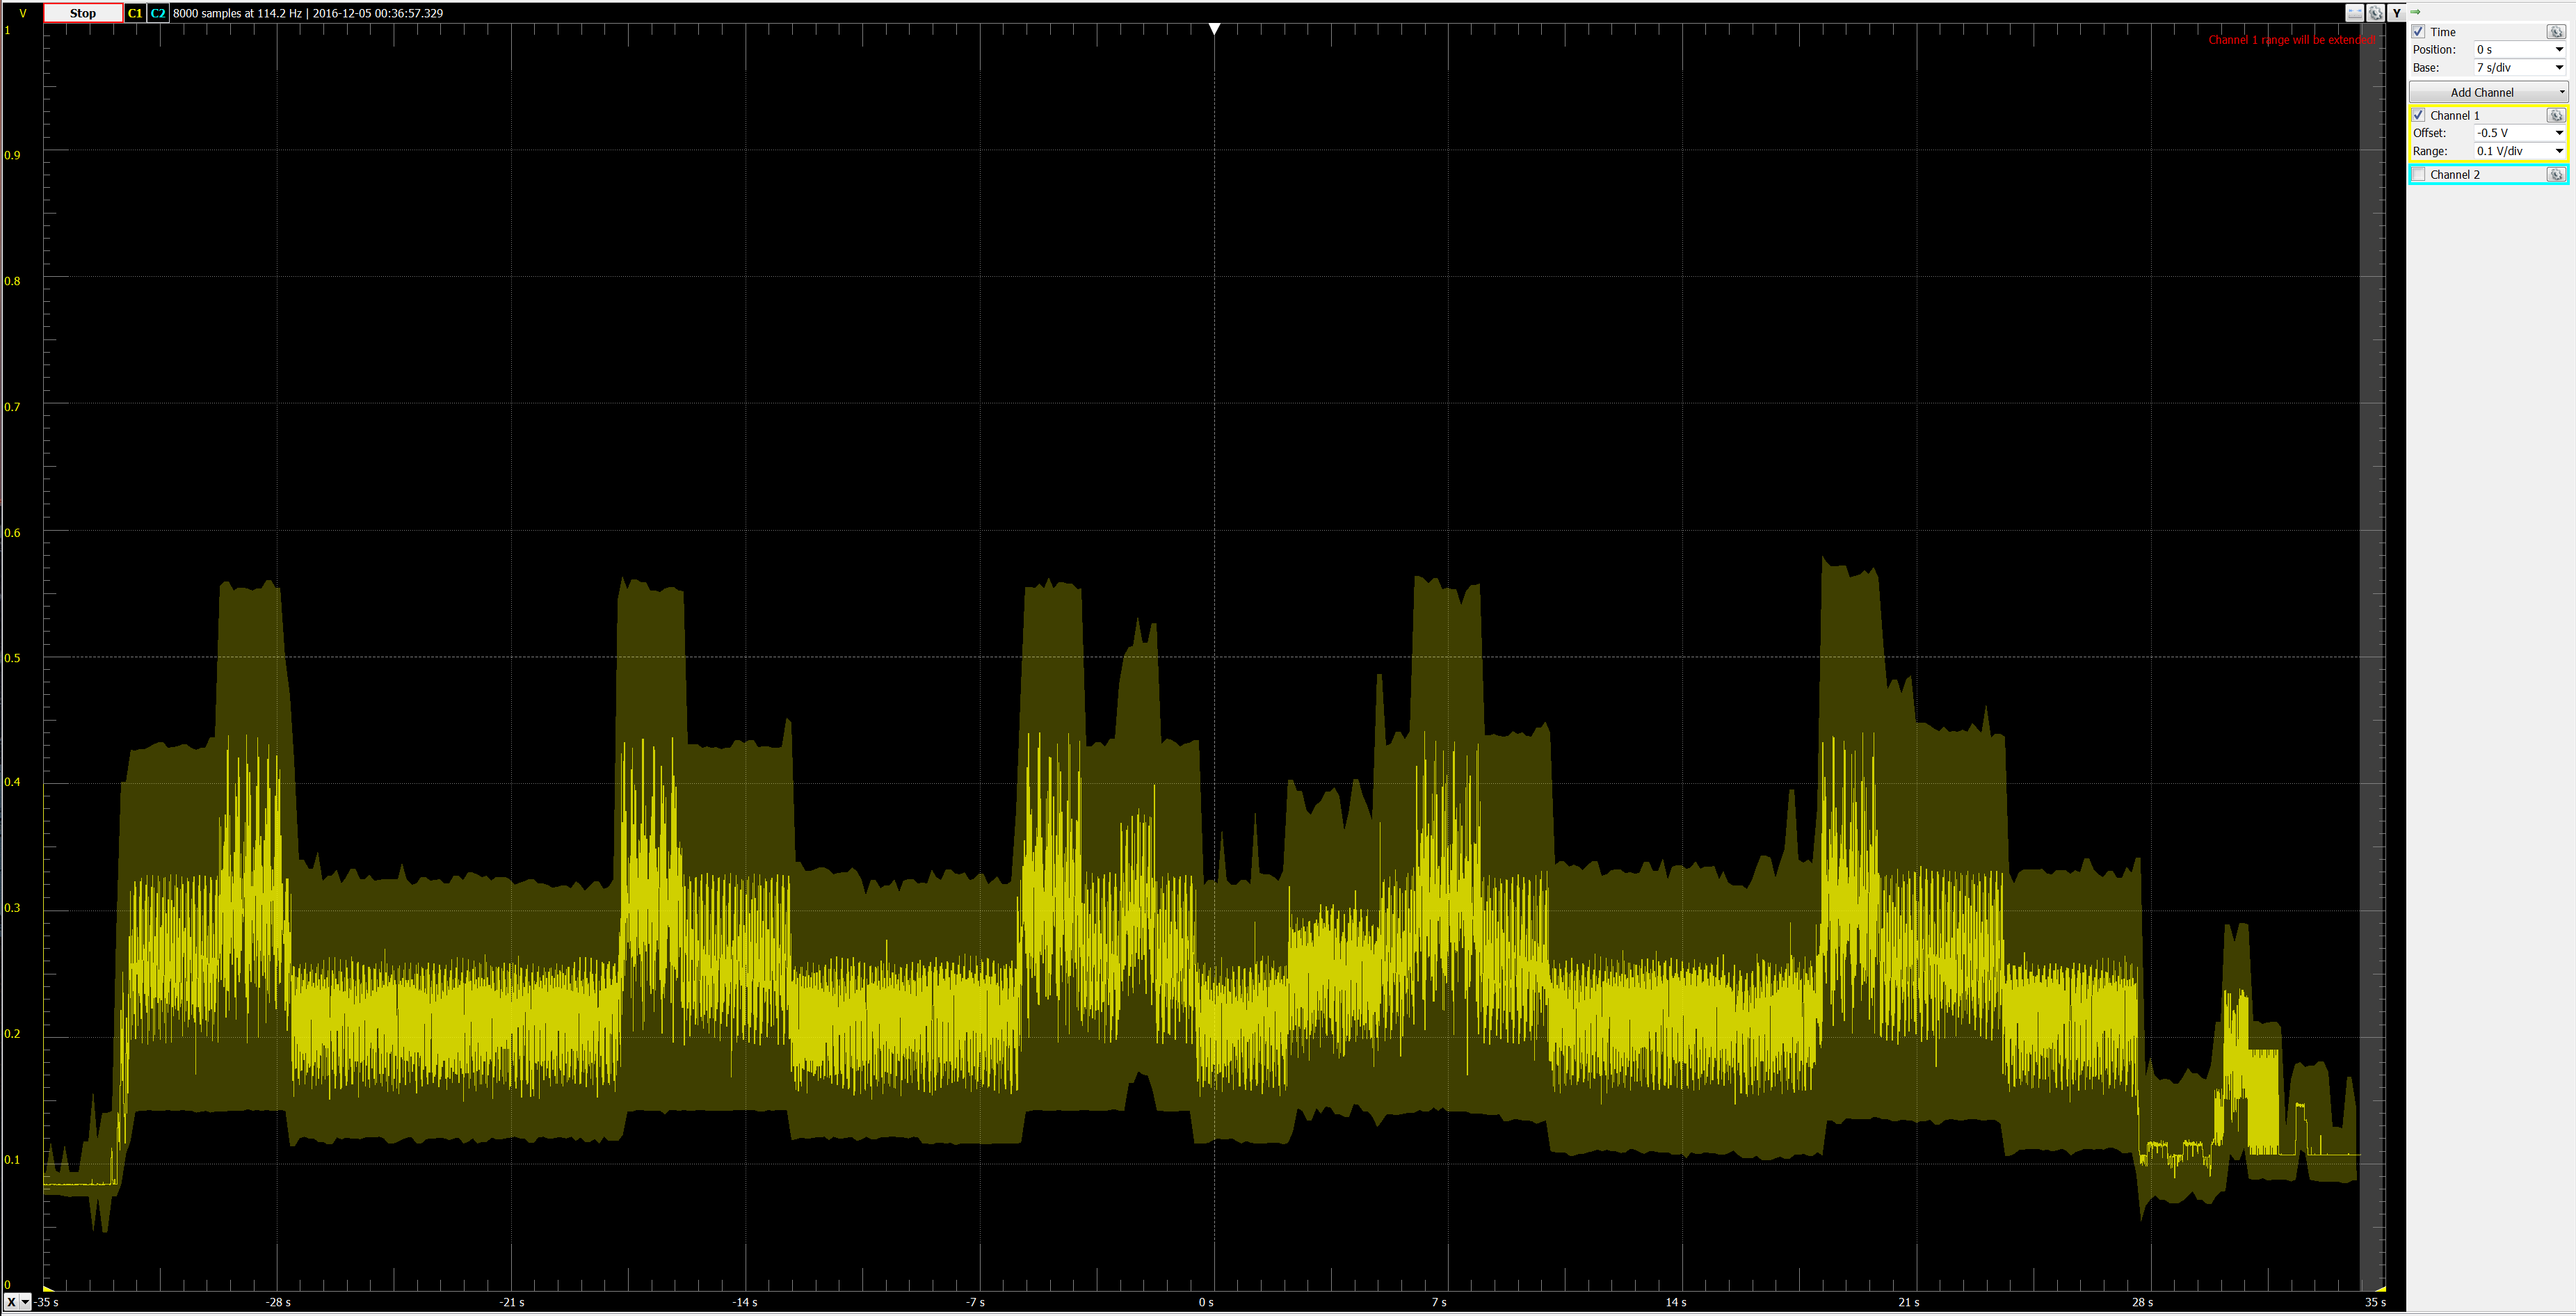 V Stop C1 C2 8000 samples at 114.2 Hz | 2016-12-05 00:36:57.329 Y
Channel 1 range will be extended!
1
0.9
0.8
0.7
0.6
0.5
0.4
0.3
0.2
0.1
0
X -35 s -28 s -21 s -14 s -7 s 0 s 7 s 14 s 21 s 28 s 35 s
Time
Position: 0 s
Base: 7 s/div
Add Channel
Channel 1
Offset: -0.5 V
Range: 0.1 V/div
Channel 2